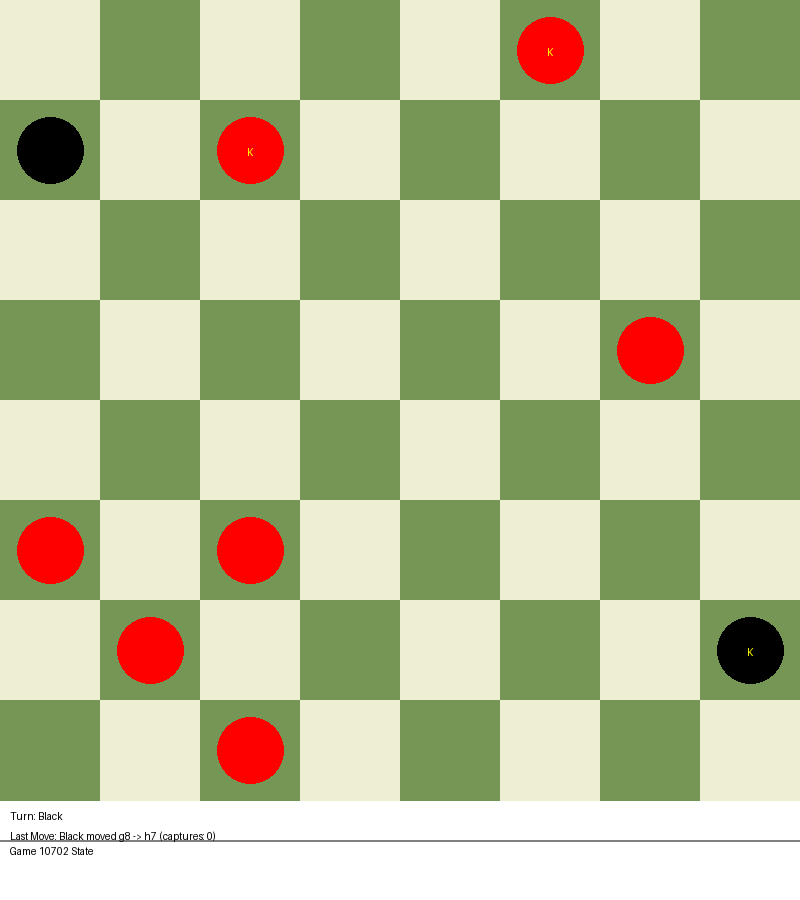 K
K
K
Turn: Black
Last Move: Black moved g8 -> h7 (captures: 0)
Game 10702 State